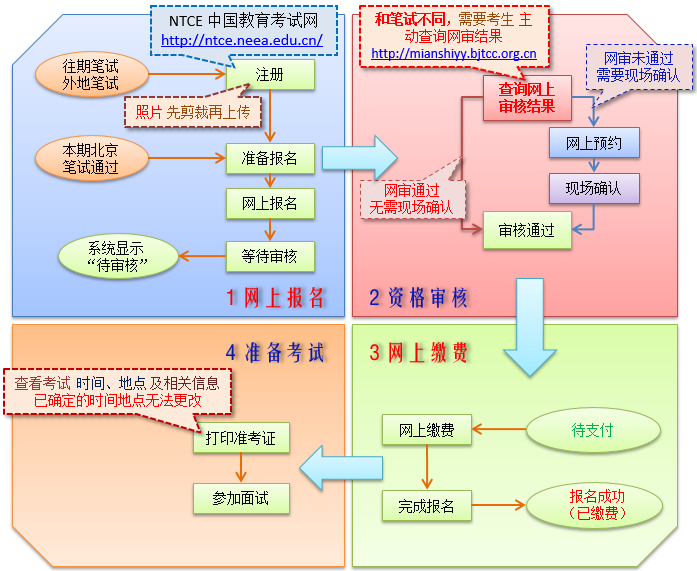 NTCE 中国教育考试网
http://ntce.neea.edu.cn/
往期笔试
外地笔试
注册
照片 先剪裁再上传
本期北京
笔试通过
准备报名
网上报名
系统显示
“待审核”
等待审核
1 网上报名
和笔试不同，需要考生 主
动查询网审结果
http://mianshiyy.bjtcc.org.cn
网审未通过
需要现场确认
查询网上
审核结果
网上预约
网审通过
无需现场确认
现场确认
审核通过
2 资格审核
4 准备考试
查看考试 时间、地点 及相关信息
已确定的时间地点无法更改
打印准考证
参加面试
3 网上缴费
网上缴费
待支付
完成报名
报名成功
（已缴费）